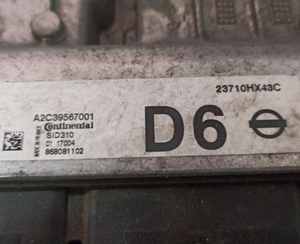 23710HX43C
A2C39567001
Continental
SID310
01 17004
868081102
D6